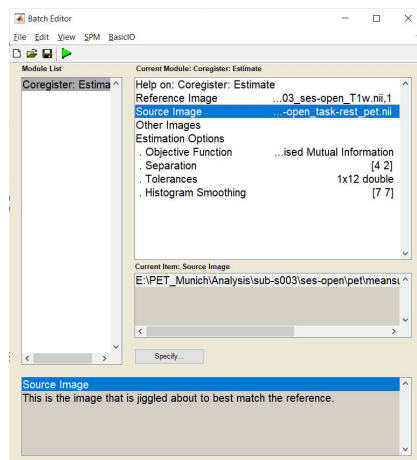 Batch Editor
File Edit View SPM BasicIO
Module List
Coregister: Estima
Current Module: Coregister: Estimate
Help on: Coregister: Estimate
Reference Image ...03_ses-open_T1w.nii,1
Source Image ...-open_task-rest_pet.nii
Other Images
Estimation Options
. Objective Function ...ised Mutual Information
. Separation [4 2]
. Tolerances 1x12 double
. Histogram Smoothing [7 7]
Current Item: Source Image
E:\PET_Munich\Analysis\sub-s003\ses-open\pet\meansu
Specify...
Source Image
This is the image that is jiggled about to best match the reference.